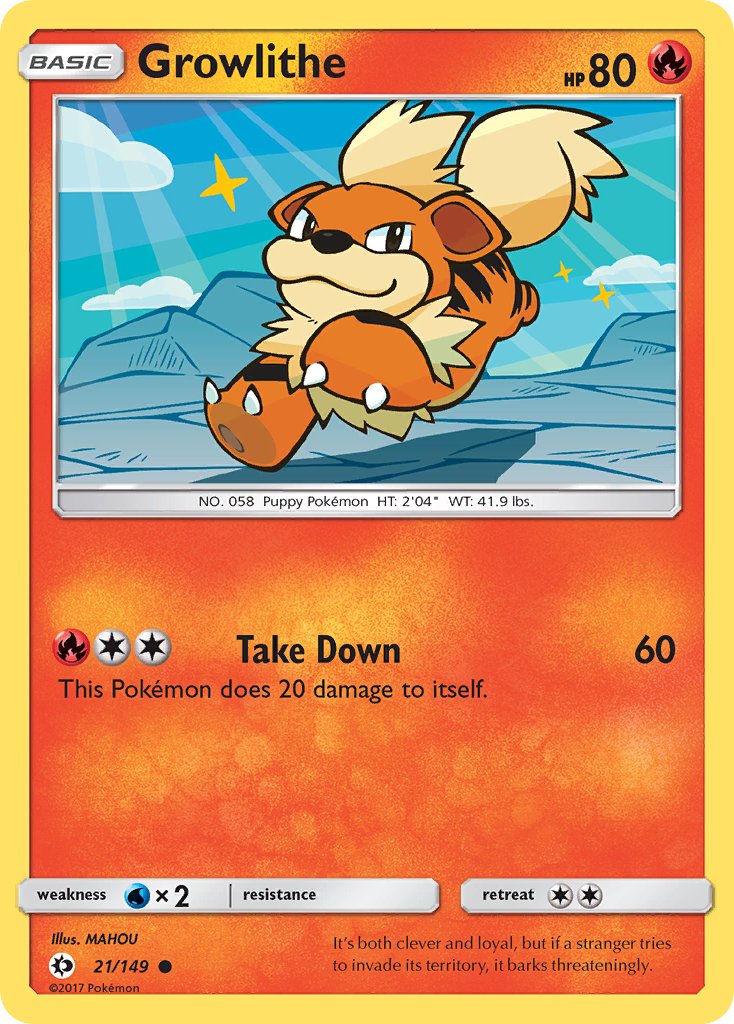 BASIC Growlithe HP 80
NO. 058 Puppy Pokémon HT: 2'04" WT: 41.9 lbs.
Take Down 60
This Pokémon does 20 damage to itself.
weakness × 2 resistance retreat
Illus. MAHOU
21/149
©2017 Pokémon
It's both clever and loyal, but if a stranger tries
to invade its territory, it barks threateningly.